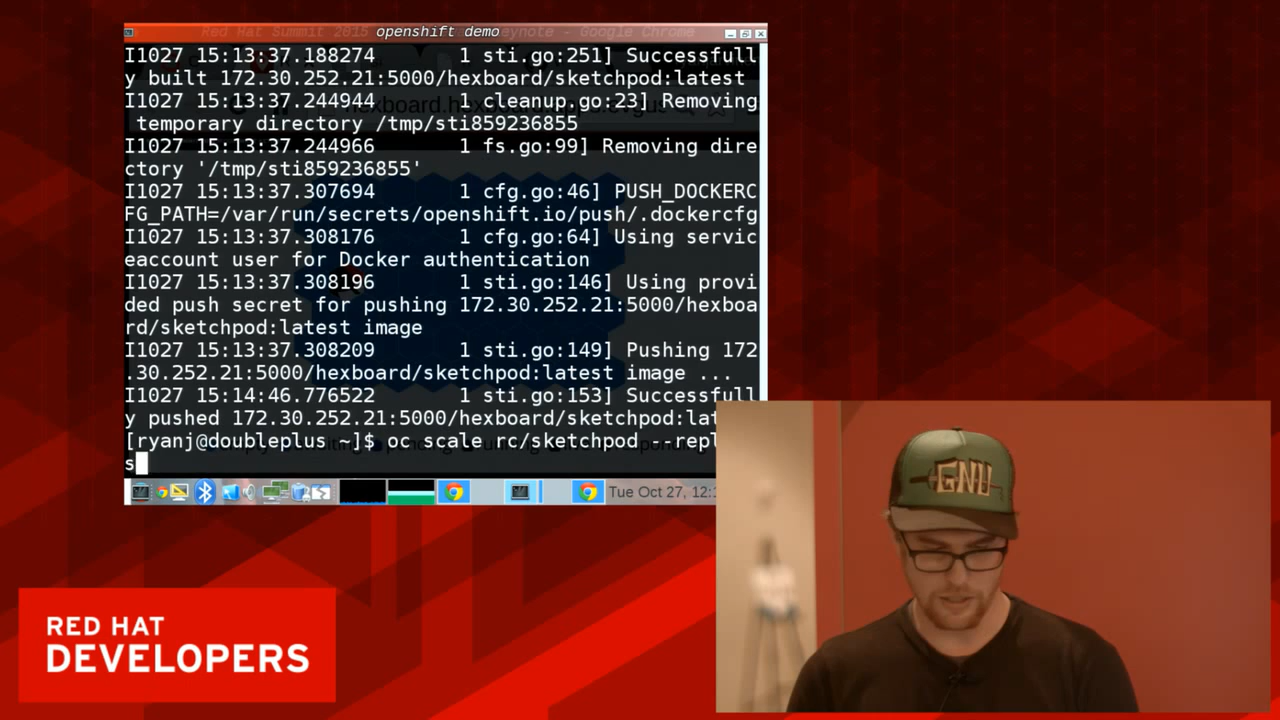 Red Hat Summit 2015 openshift demo eynote - Google Chrome
I1027 15:13:37.188274 1 sti.go:251] Successfull
y built 172.30.252.21:5000/hexboard/sketchpod:latest
I1027 15:13:37.244944 1 cleanup.go:23] Removing
temporary directory /tmp/sti859236855
I1027 15:13:37.244966 1 fs.go:99] Removing dire
ctory '/tmp/sti859236855'
I1027 15:13:37.307694 1 cfg.go:46] PUSH_DOCKERC
FG_PATH=/var/run/secrets/openshift.io/push/.dockercfg
I1027 15:13:37.308176 1 cfg.go:64] Using servic
eaccount user for Docker authentication
I1027 15:13:37.308196 1 sti.go:146] Using provi
ded push secret for pushing 172.30.252.21:5000/hexboa
rd/sketchpod:latest image
I1027 15:13:37.308209 1 sti.go:149] Pushing 172
.30.252.21:5000/hexboard/sketchpod:latest image ...
I1027 15:14:46.776522 1 sti.go:153] Successfull
y pushed 172.30.252.21:5000/hexboard/sketchpod:lat
[ryanj@doubleplus ~]$ oc scale rc/sketchpod --repl
s
Tue Oct 27, 12:
GNU
RED HAT
DEVELOPERS